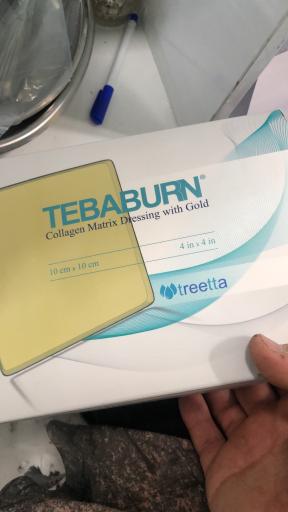 TEBABURN®
Collagen Matrix Dressing with Gold
10 cm x 10 cm
4 in x 4 in
treetta